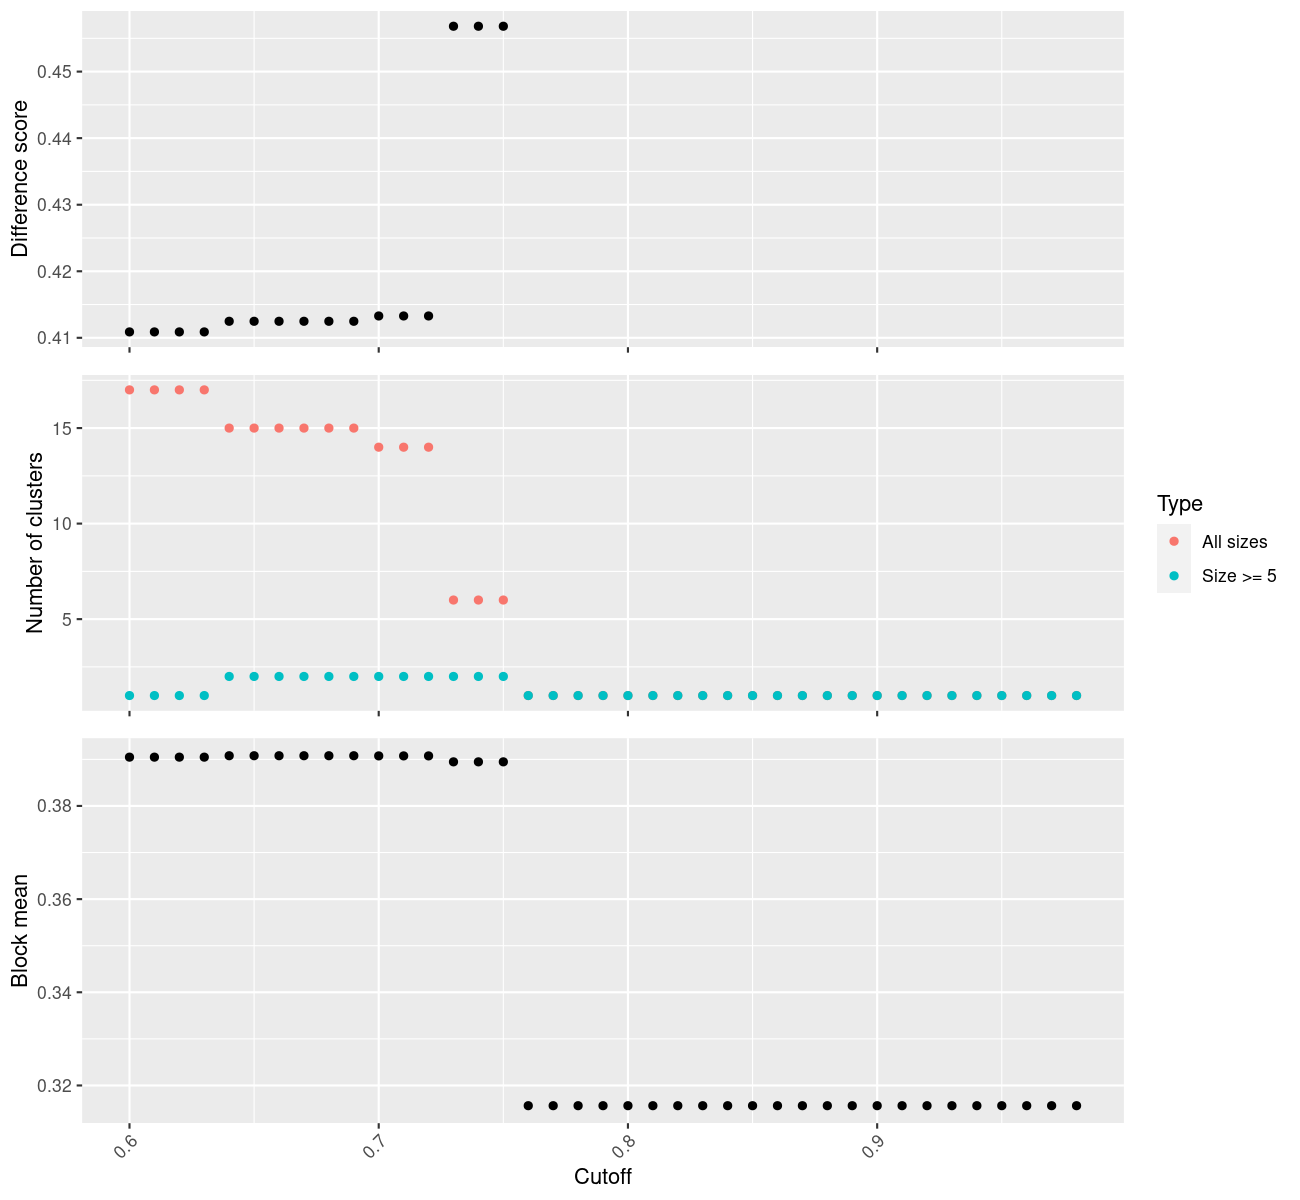 Difference score
0.45
0.44
0.43
0.42
0.41
Number of clusters
15
10
5
Type
All sizes
Size >= 5
Block mean
0.38
0.36
0.34
0.32
0.6
0.7
0.8
0.9
Cutoff